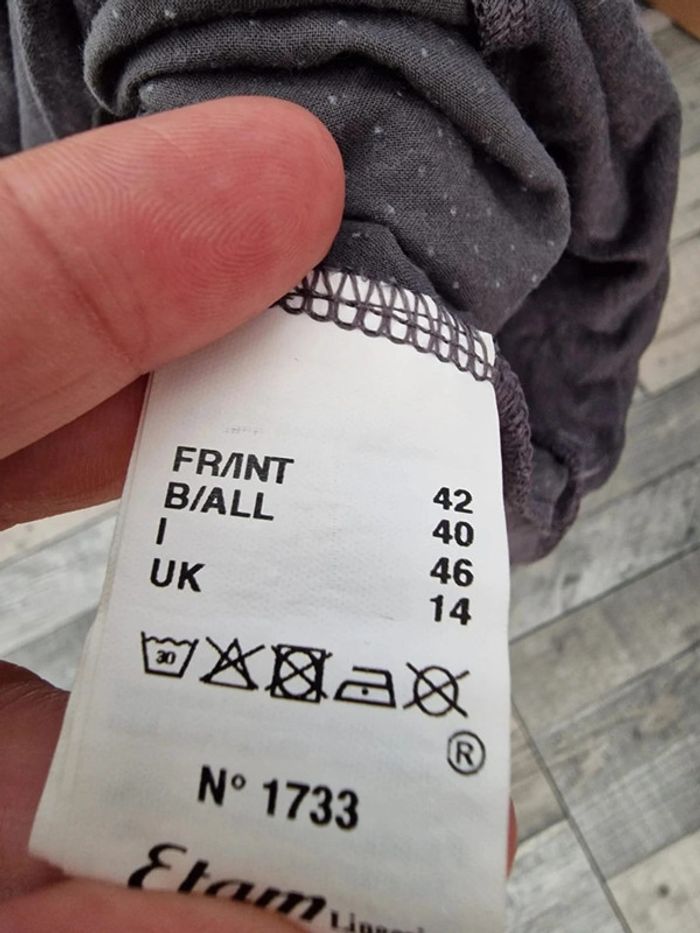 FR/INT 42
B/ALL 40
I 46
UK 14
30
®
N° 1733
Etam